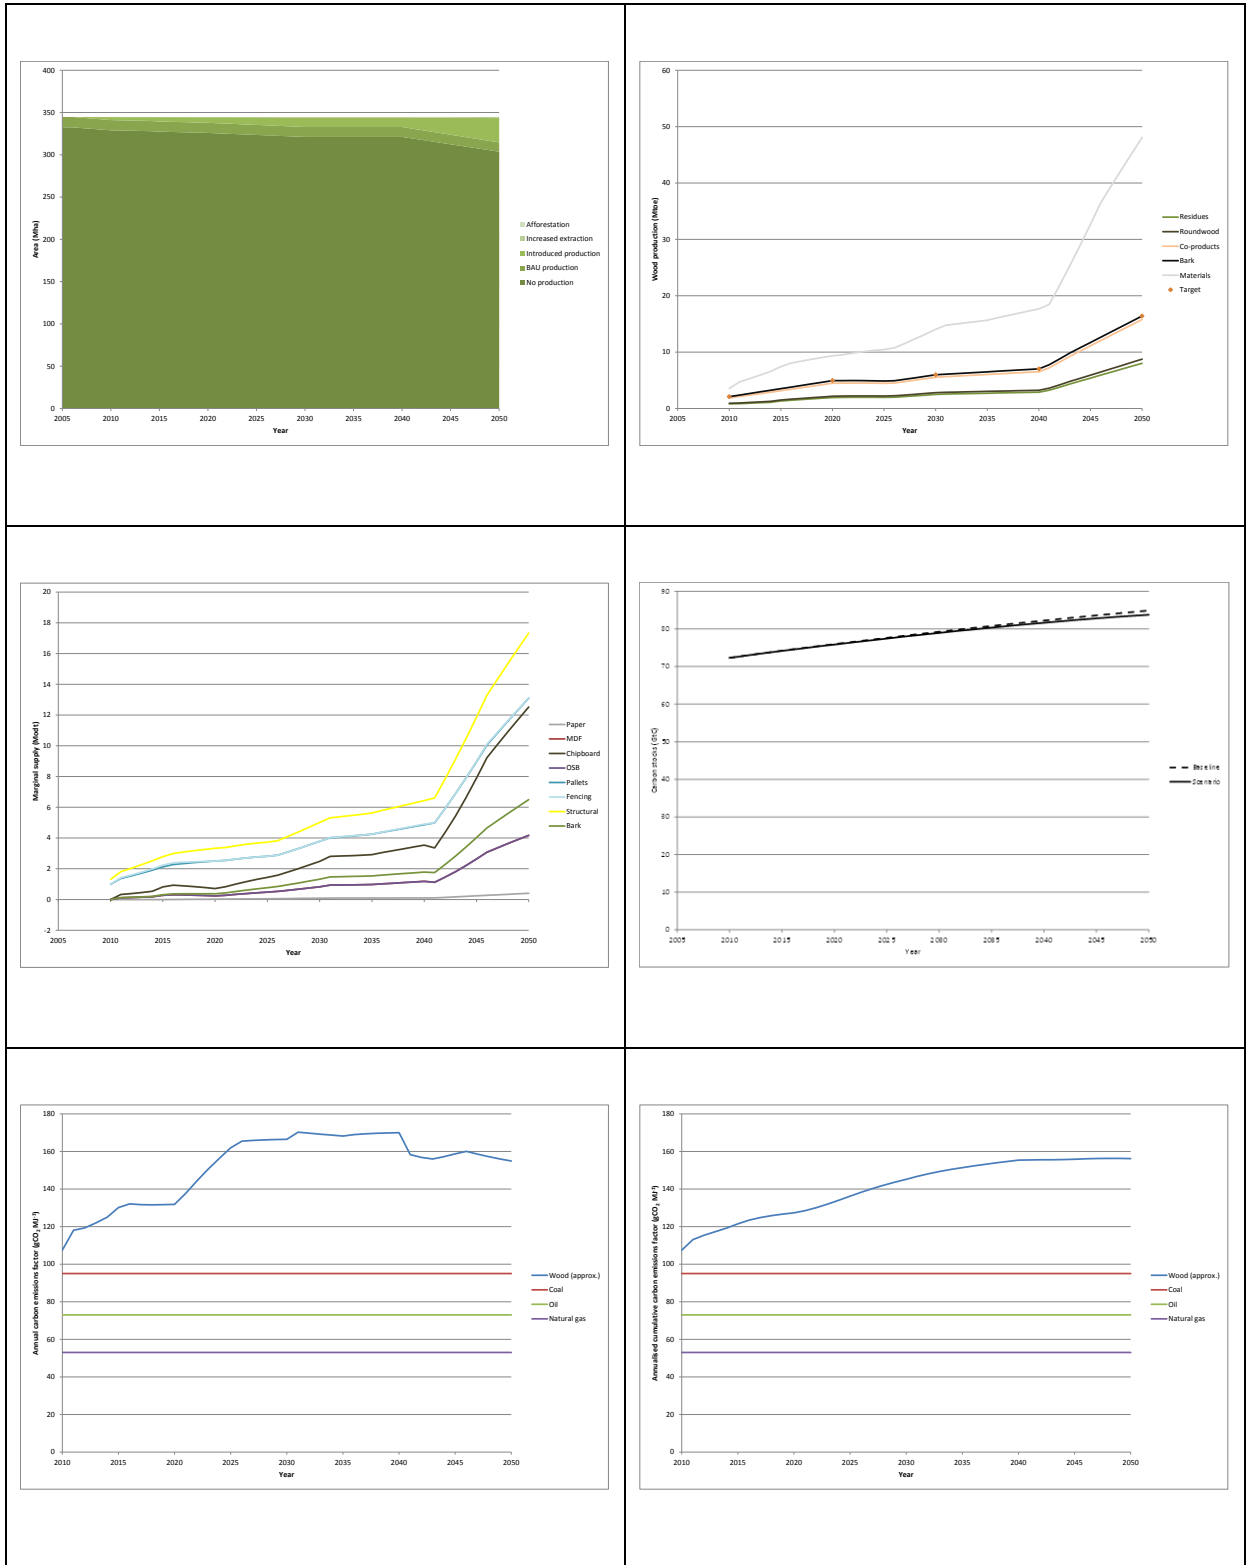 400
350
300
250
200
150
100
50
0
Area (Mha)
2005 2010 2015 2020 2025 2030 2035 2040 2045 2050
Year
Afforestation
Increased extraction
Introduced production
BAU production
No production
60
50
40
30
20
10
0
Wood production (Mtoe)
2005 2010 2015 2020 2025 2030 2035 2040 2045 2050
Year
Residues
Roundwood
Co-products
Bark
Materials
Target
20
18
16
14
12
10
8
6
4
2
0
-2
Marginal supply (Modt)
2005 2010 2015 2020 2025 2030 2035 2040 2045 2050
Year
Paper
MDF
Chipboard
OSB
Pallets
Fencing
Structural
Bark
90
80
70
60
50
40
30
20
10
0
Carbon stocks (GtC)
2005 2010 2015 2020 2025 2030 2035 2040 2045 2050
Year
Baseline
Scenario
180
160
140
120
100
80
60
40
20
0
Annual carbon emissions factor (gCO₂ MJ⁻¹)
2010 2015 2020 2025 2030 2035 2040 2045 2050
Year
Wood (approx.)
Coal
Oil
Natural gas
180
160
140
120
100
80
60
40
20
0
Annualised cumulative carbon emissions factor (gCO₂ MJ⁻¹)
2010 2015 2020 2025 2030 2035 2040 2045 2050
Year
Wood (approx.)
Coal
Oil
Natural gas